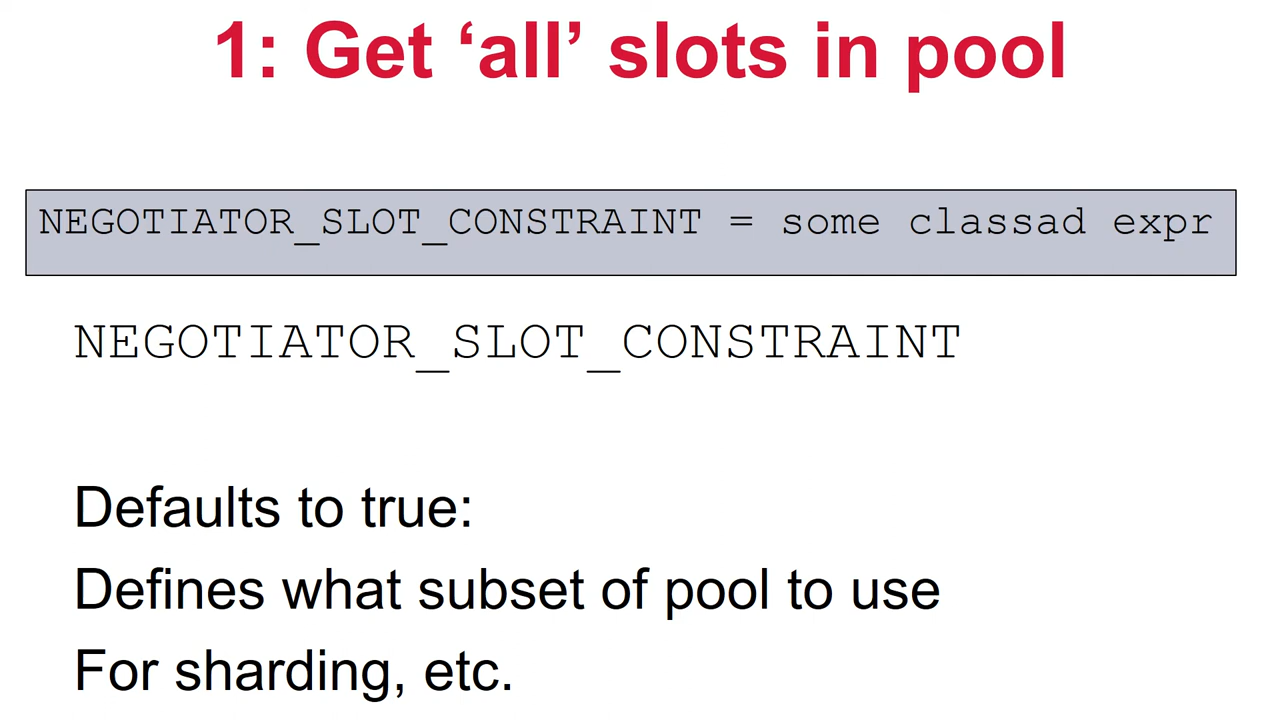 1: Get ‘all’ slots in pool
NEGOTIATOR_SLOT_CONSTRAINT = some classad expr
NEGOTIATOR_SLOT_CONSTRAINT
Defaults to true:
Defines what subset of pool to use
For sharding, etc.